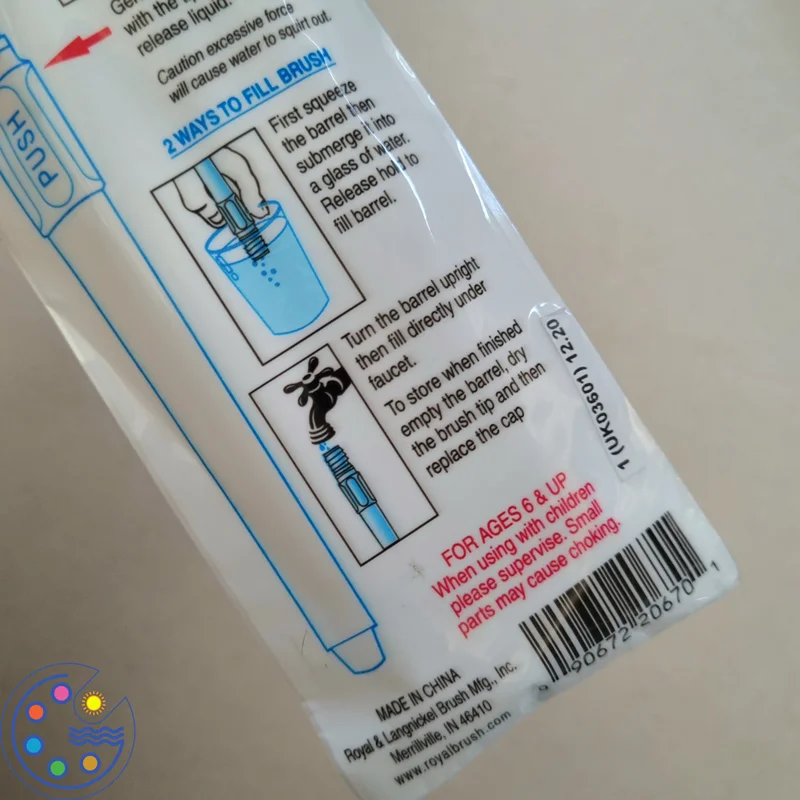 with the
release liquid.
Caution excessive force
will cause water to squirt out.
PUSH
2 WAYS TO FILL BRUSH
First squeeze
the barrel then
submerge it into
a glass of water.
Release hold to
fill barrel.
Turn the barrel upright
then fill directly under
faucet.
To store when finished
empty the barrel, dry
the brush tip and then
replace the cap
1 (UK03601) 12.20
FOR AGES 6 & UP
When using with children
please supervise. Small
parts may cause choking.
90672 20670 1
MADE IN CHINA
Royal & Langnickel Brush Mfg., Inc.
Merrillville, IN 46410
www.royalbrush.com